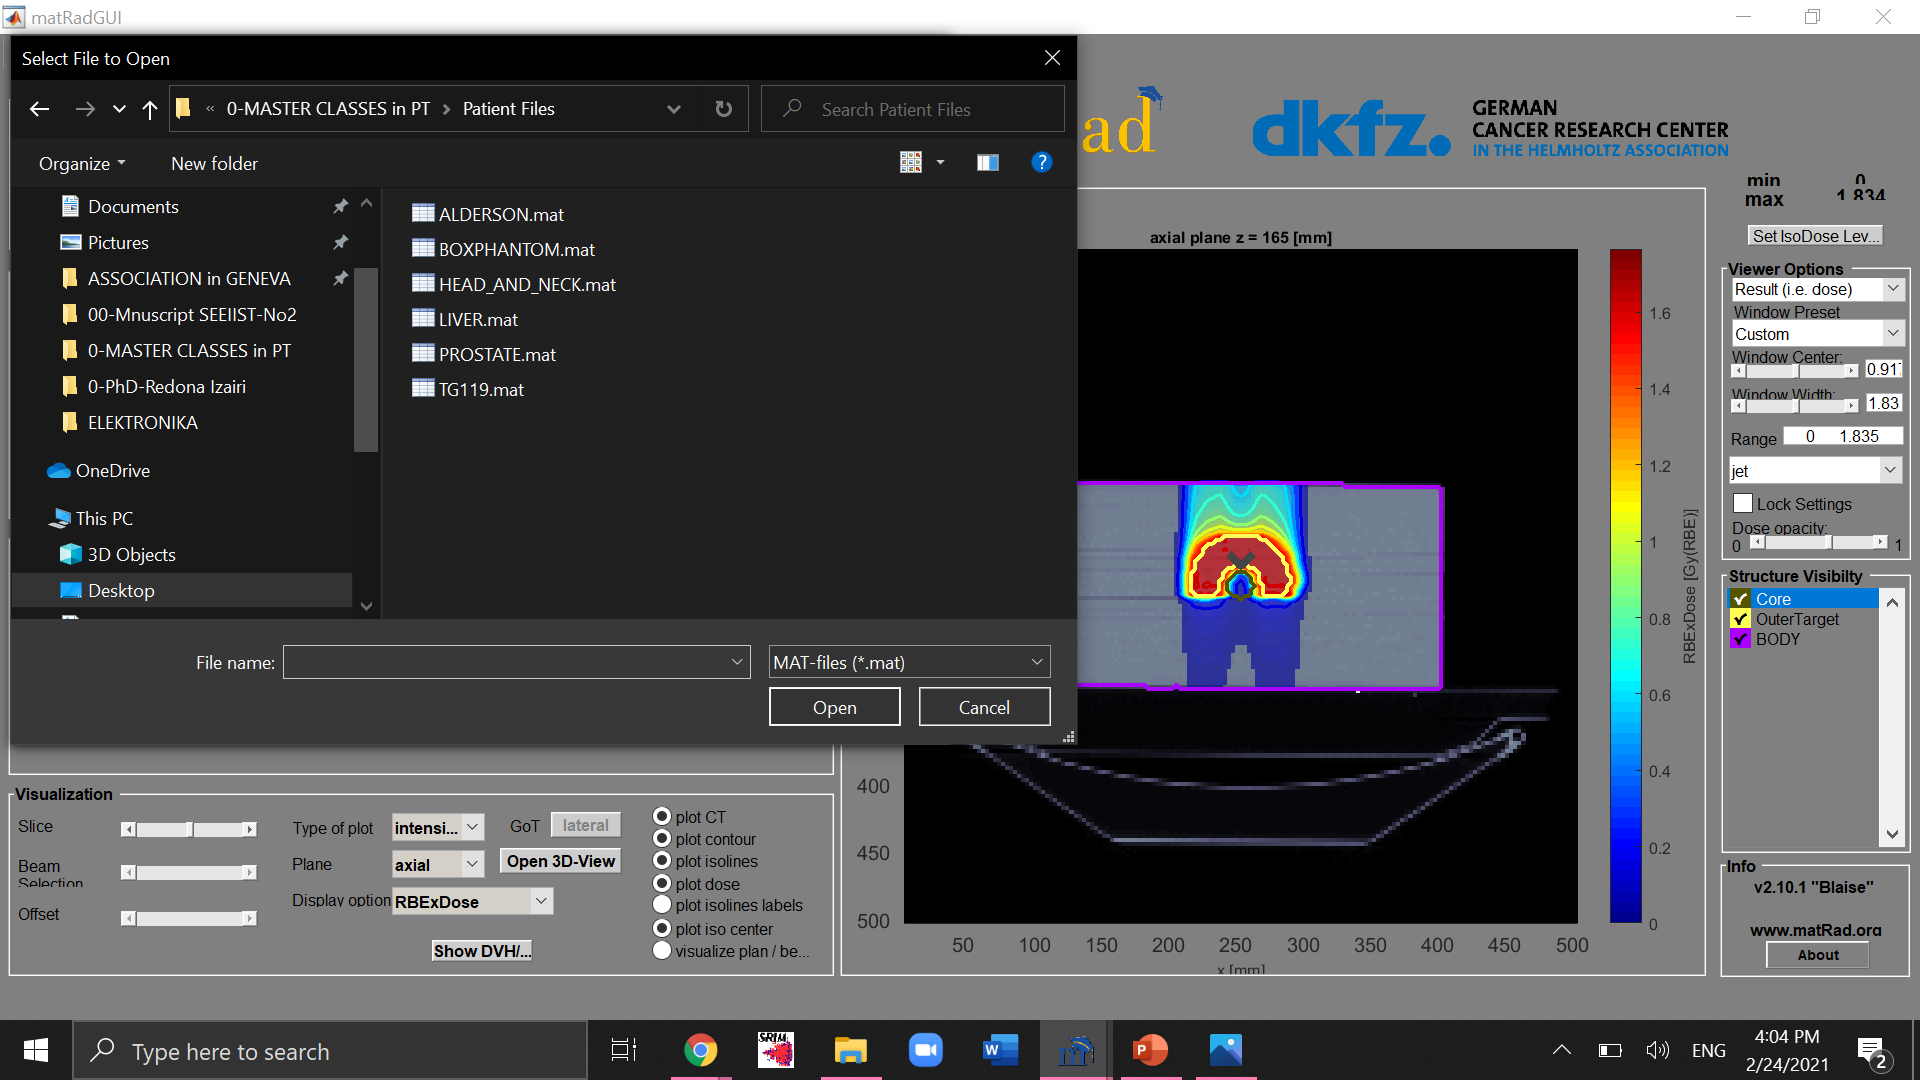 matRadGUI
Select File to Open
« 0-MASTER CLASSES in PT › Patient Files
Search Patient Files
Organize
New folder
Documents
Pictures
ASSOCIATION in GENEVA
00-Mnuscript SEEIIST-No2
0-MASTER CLASSES in PT
0-PhD-Redona Izairi
ELEKTRONIKA
OneDrive
This PC
3D Objects
Desktop
ALDERSON.mat
BOXPHANTOM.mat
HEAD_AND_NECK.mat
LIVER.mat
PROSTATE.mat
TG119.mat
File name:
MAT-files (*.mat)
Open
Cancel
ad
dkfz.
GERMAN
CANCER RESEARCH CENTER
IN THE HELMHOLTZ ASSOCIATION
min 0
max 1.834
Set IsoDose Lev...
axial plane z = 165 [mm]
1.6
1.4
1.2
1
0.8
0.6
0.4
0.2
0
RBExDose [Gy(RBE)]
400
450
500
50 100 150 200 250 300 350 400 450 500
x [mm]
Viewer Options
Result (i.e. dose)
Window Preset
Custom
Window Center:
0.917
Window Width:
1.83
Range 0 1.835
jet
Lock Settings
Dose opacity:
0 1
Structure Visibilty
Core
OuterTarget
BODY
Info
v2.10.1 "Blaise"
www.matRad.org
About
Visualization
Slice
Beam
Selection
Offset
Type of plot
intensi...
GoT
lateral
Plane
axial
Open 3D-View
Display option
RBExDose
Show DVH/...
plot CT
plot contour
plot isolines
plot dose
plot isolines labels
plot iso center
visualize plan / be...
Type here to search
SRIM
W
P
ENG
4:04 PM
2/24/2021
2